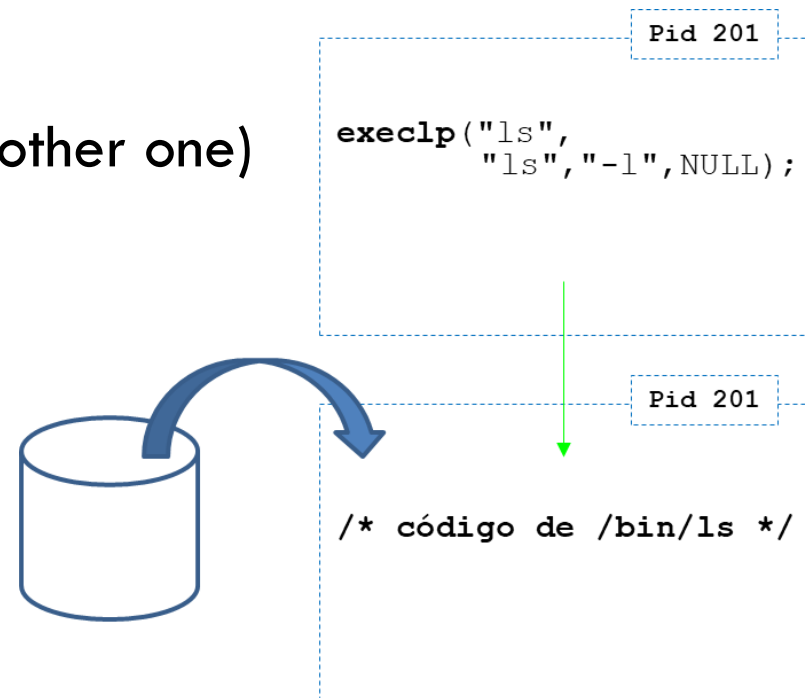 Pid 201
other one)
execlp("ls",
"ls","-l",NULL);
Pid 201
/* código de /bin/ls */